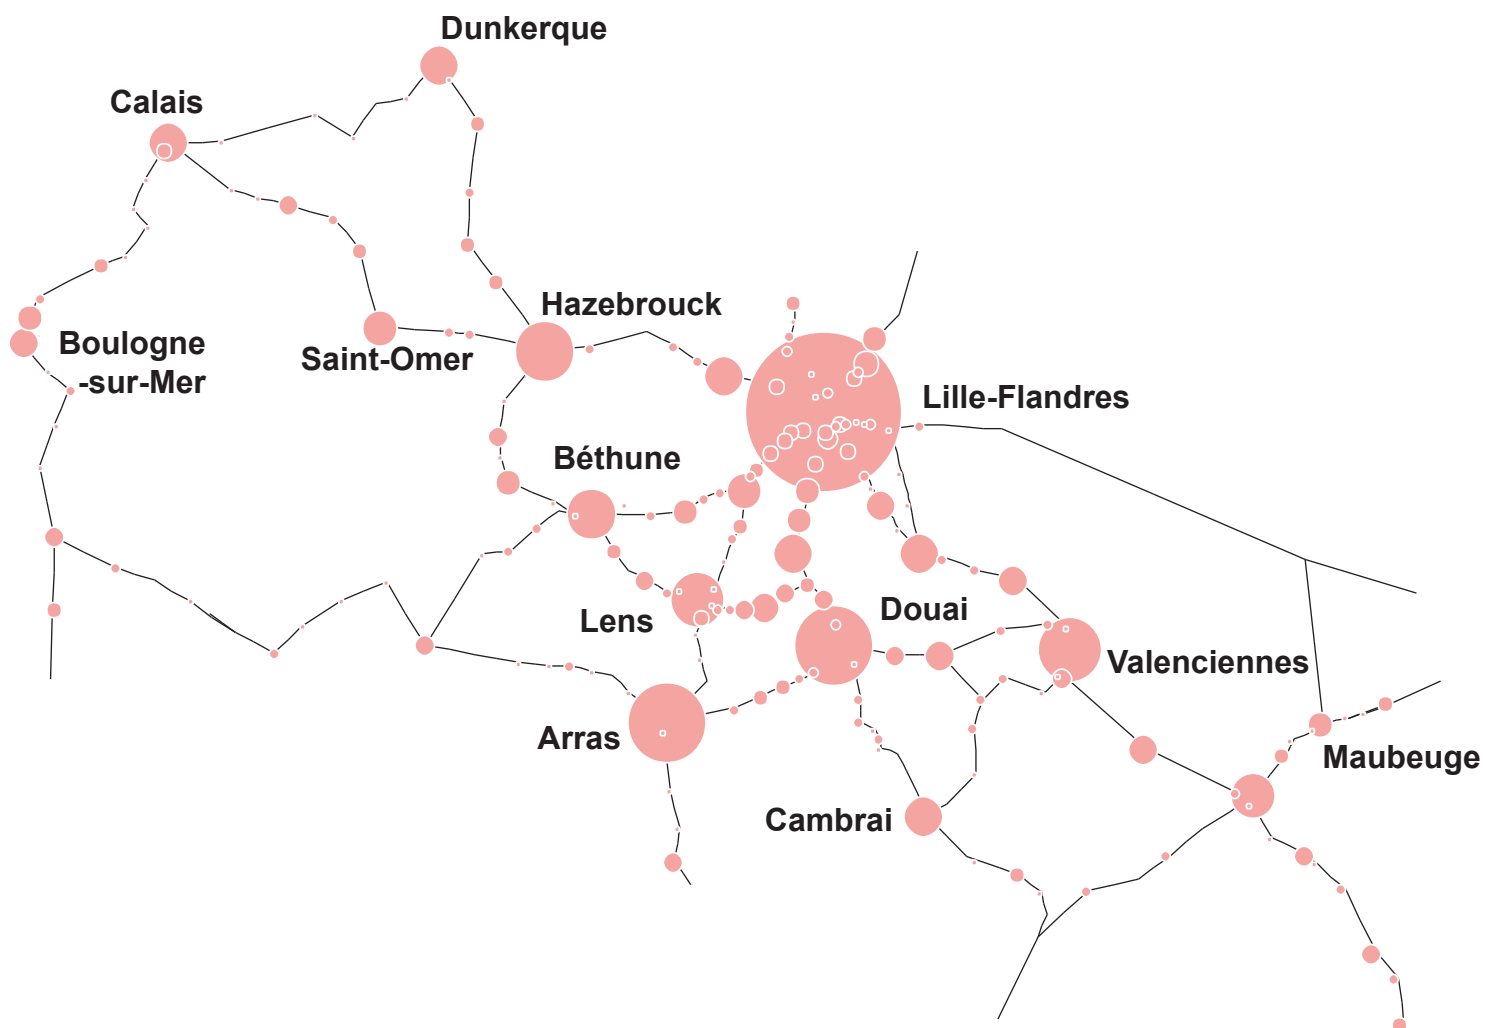 Dunkerque
Calais
Hazebrouck
Boulogne
-sur-Mer
Saint-Omer
Lille-Flandres
Béthune
Douai
Lens
Valenciennes
Arras
Maubeuge
Cambrai